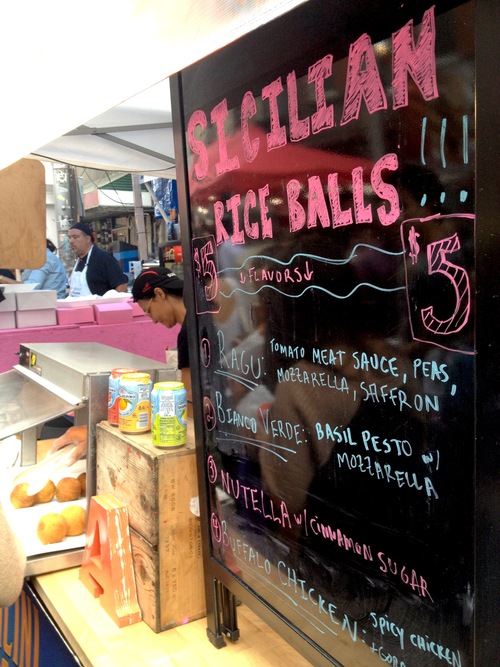 SICILIAN
RICE BALLS
!!!
$5
↓FLAVORS↓
$5
① RAGU: TOMATO MEAT SAUCE, PEAS,
MOZZARELLA, SAFFRON
② BIANCO VERDE: BASIL PESTO w/
MOZZARELLA
③ NUTELLA w/ CINNAMON SUGAR
④ BUFFALO CHICKEN: SPICY CHICKEN
A